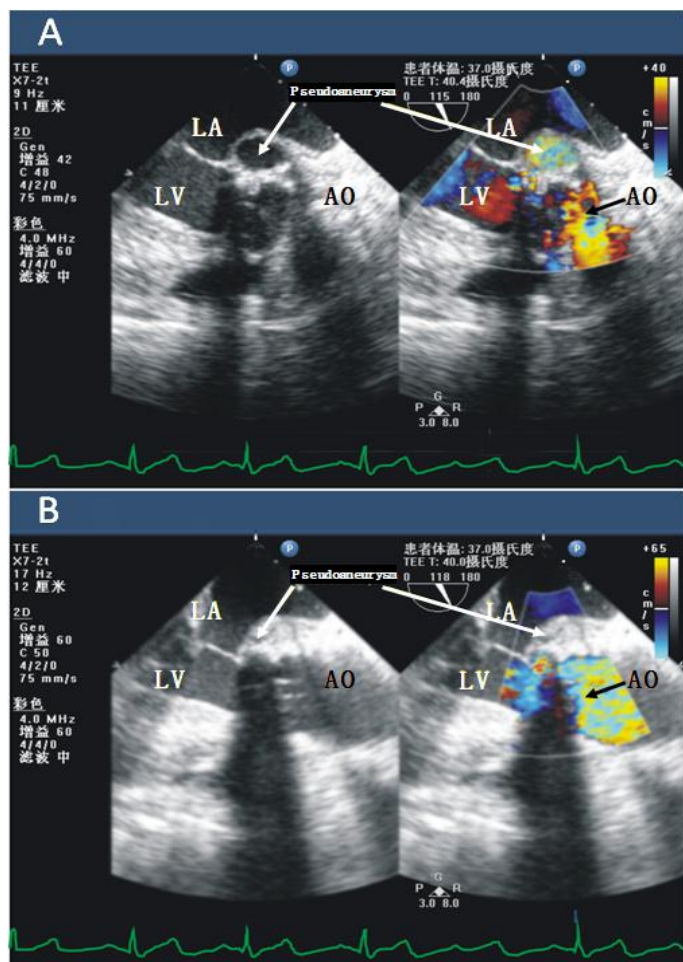 A
TEE
X7-2t
9 Hz
11 厘米
2D
Gen
增益 42
C 48
4/2/0
75 mm/s
彩色
4.0 MHz
增益 60
4/4/0
滤波 中
P
Pseudoaneurysm
LA
LV
AO
患者体温: 37.0摄氏度
TEE T: 40.4摄氏度
0 115 180
P
+40
cm/s
LA
LV
AO
G
P R
3.0 8.0
B
TEE
X7-2t
17 Hz
12 厘米
2D
Gen
增益 60
C 50
4/2/0
75 mm/s
彩色
4.0 MHz
增益 60
4/4/0
滤波 中
P
Pseudoaneurysm
LA
LV
AO
患者体温: 37.0摄氏度
TEE T: 40.0摄氏度
0 118 180
P
+65
cm/s
LA
LV
AO
G
P R
3.0 8.0